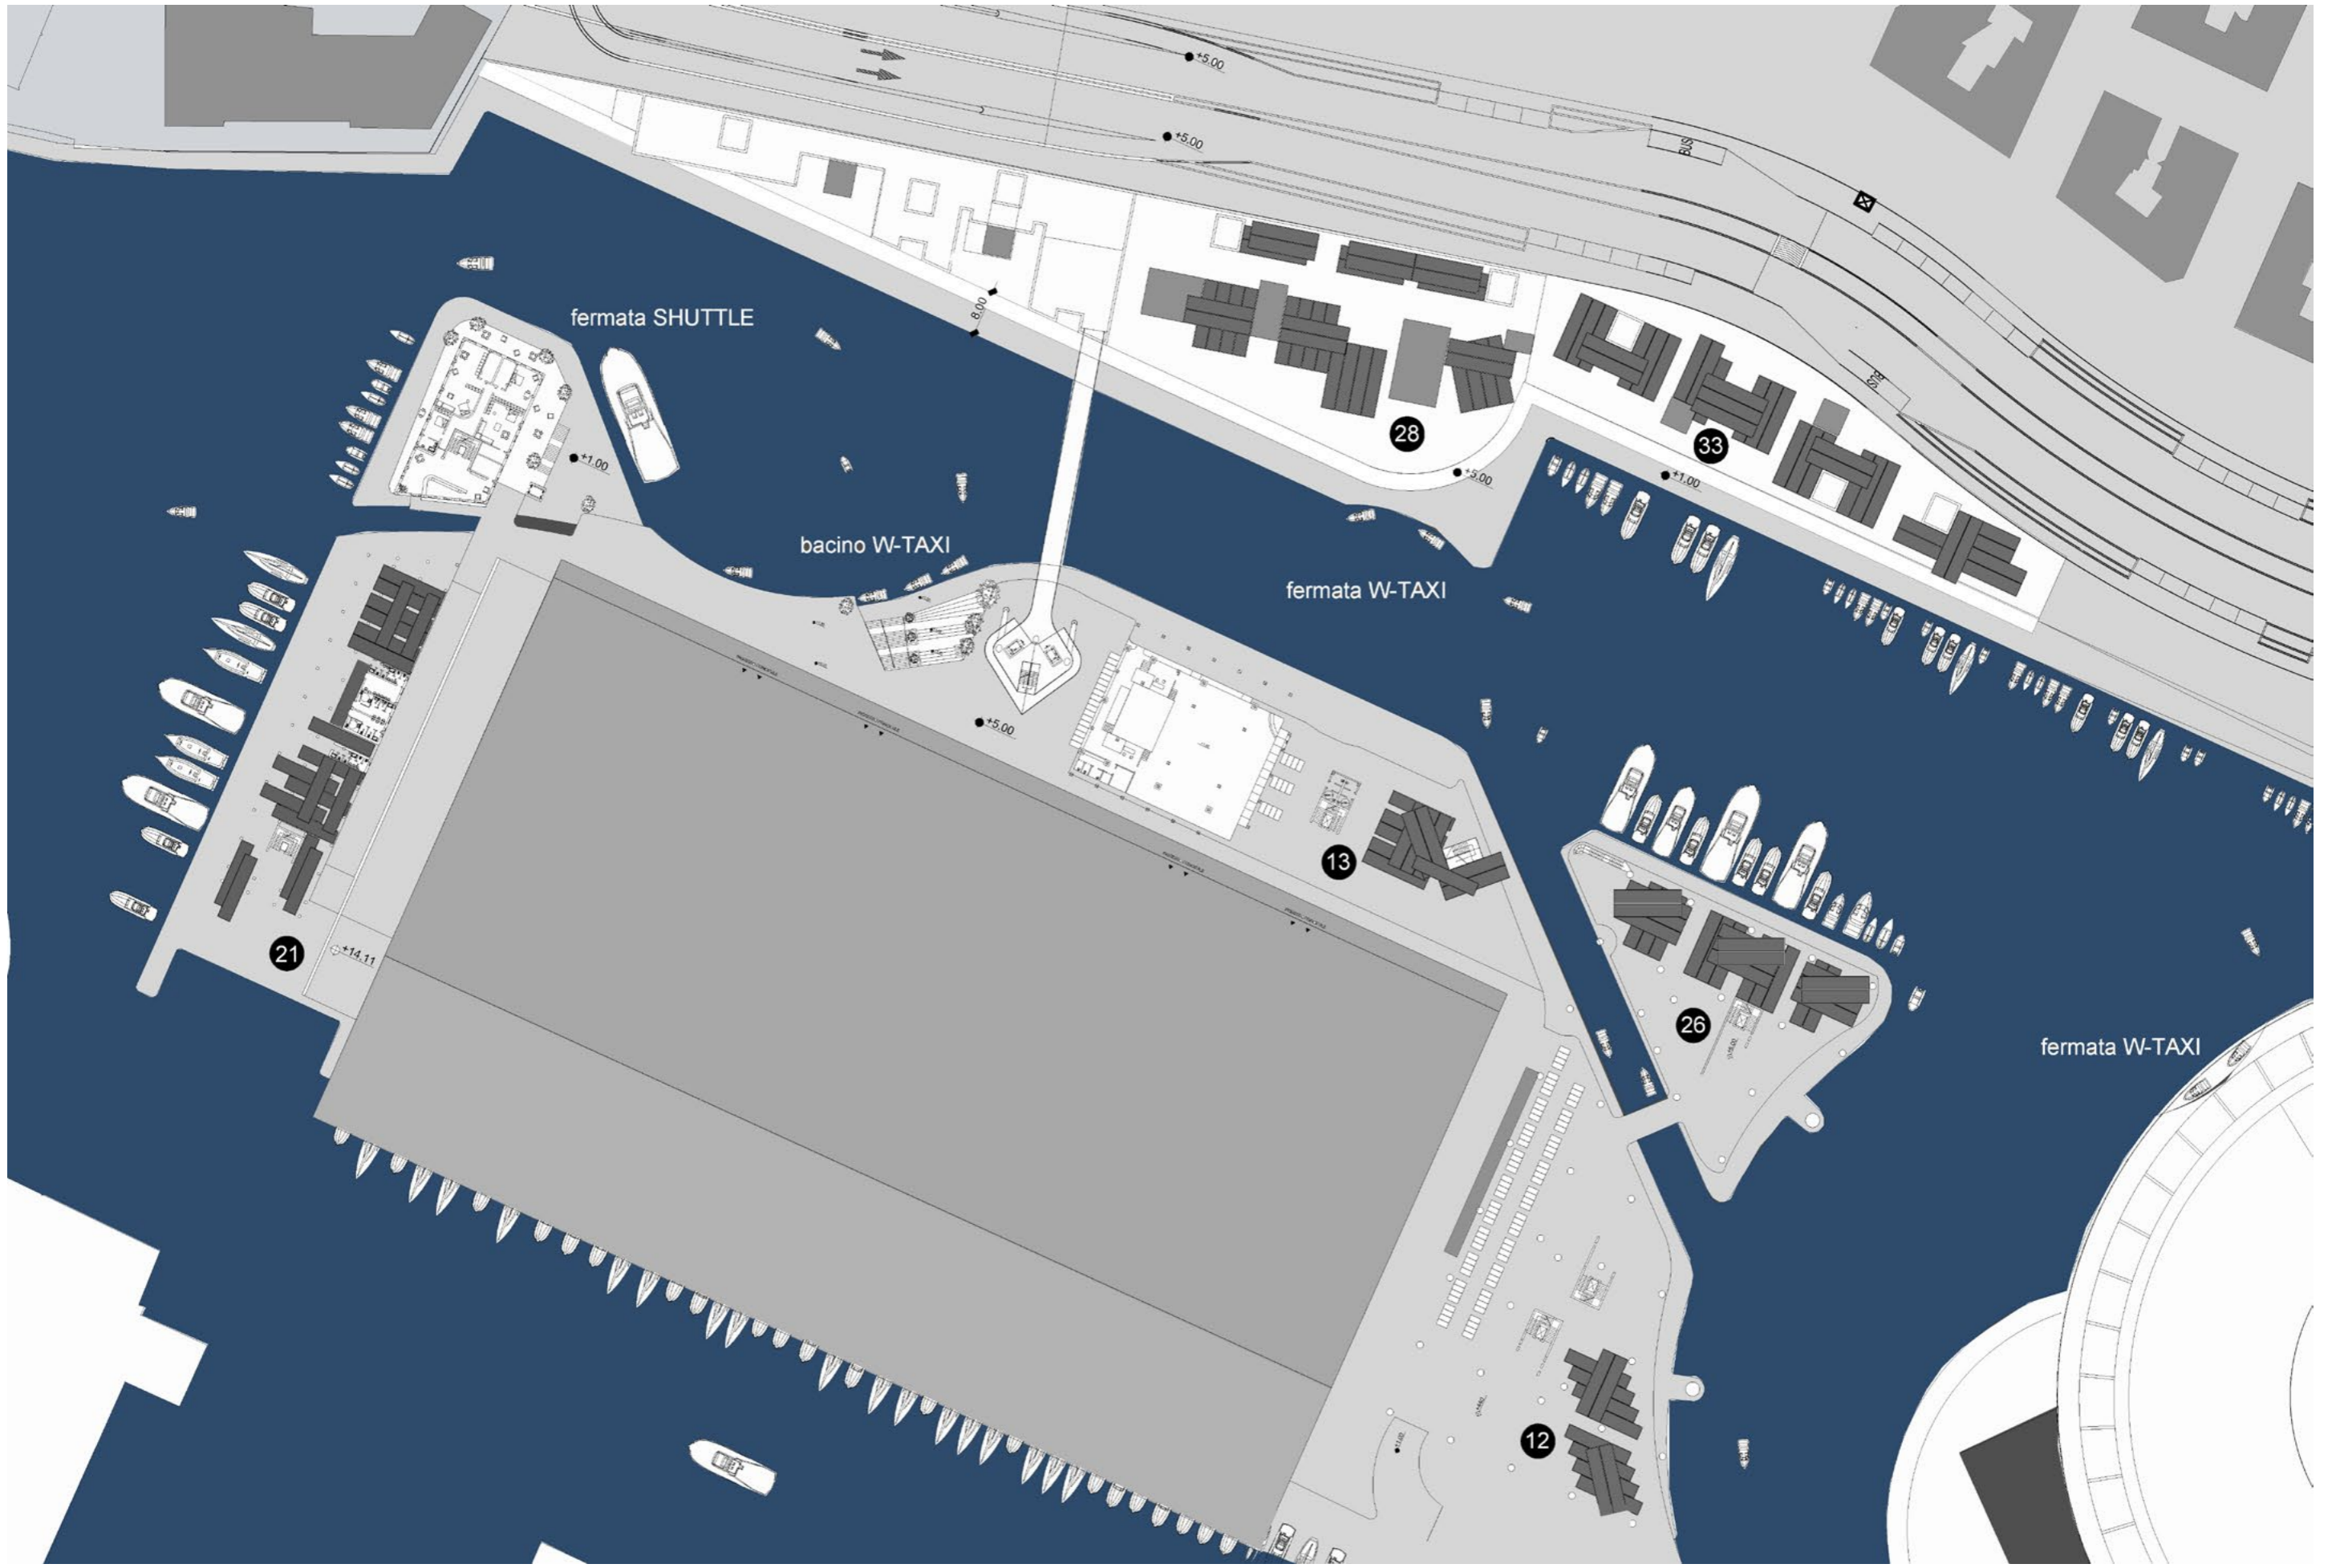 +5.00
+5.00
BUS
fermata SHUTTLE
8.00
BUS
28
33
+1.00
+5.00
+1.00
bacino W-TAXI
fermata W-TAXI
+5.00
13
21
+14.11
26
fermata W-TAXI
12